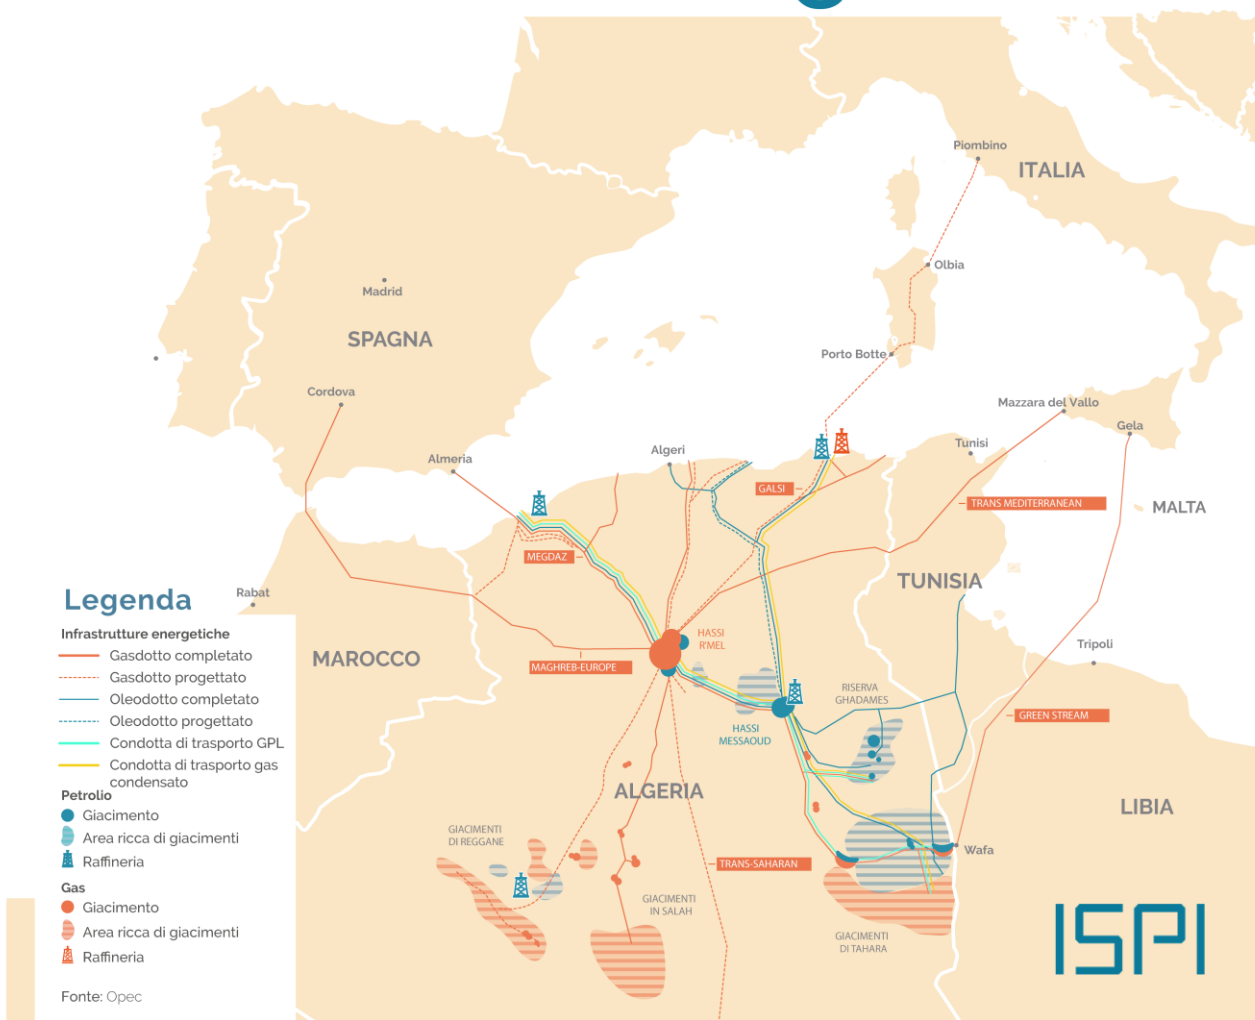 Piombino
ITALIA
Olbia
Madrid
SPAGNA
Porto Botte
Cordova
Mazzara del Vallo
Gela
Almeria
Algeri
Tunisi
GALSI
TRANS MEDITERRANEAN
MALTA
MEGDAZ
TUNISIA
Rabat
HASSI
R'MEL
MAROCCO
MAGHREB-EUROPE
Tripoli
RISERVA
GHADAMES
GREEN STREAM
HASSI
MESSAOUD
ALGERIA
LIBIA
GIACIMENTI
DI REGGANE
Wafa
TRANS-SAHARAN
GIACIMENTI
IN SALAH
GIACIMENTI
DI TAHARA
Legenda
Infrastrutture energetiche
Gasdotto completato
Gasdotto progettato
Oleodotto completato
Oleodotto progettato
Condotta di trasporto GPL
Condotta di trasporto gas
condensato
Petrolio
Giacimento
Area ricca di giacimenti
Raffineria
Gas
Giacimento
Area ricca di giacimenti
Raffineria
Fonte: Opec
ISPI